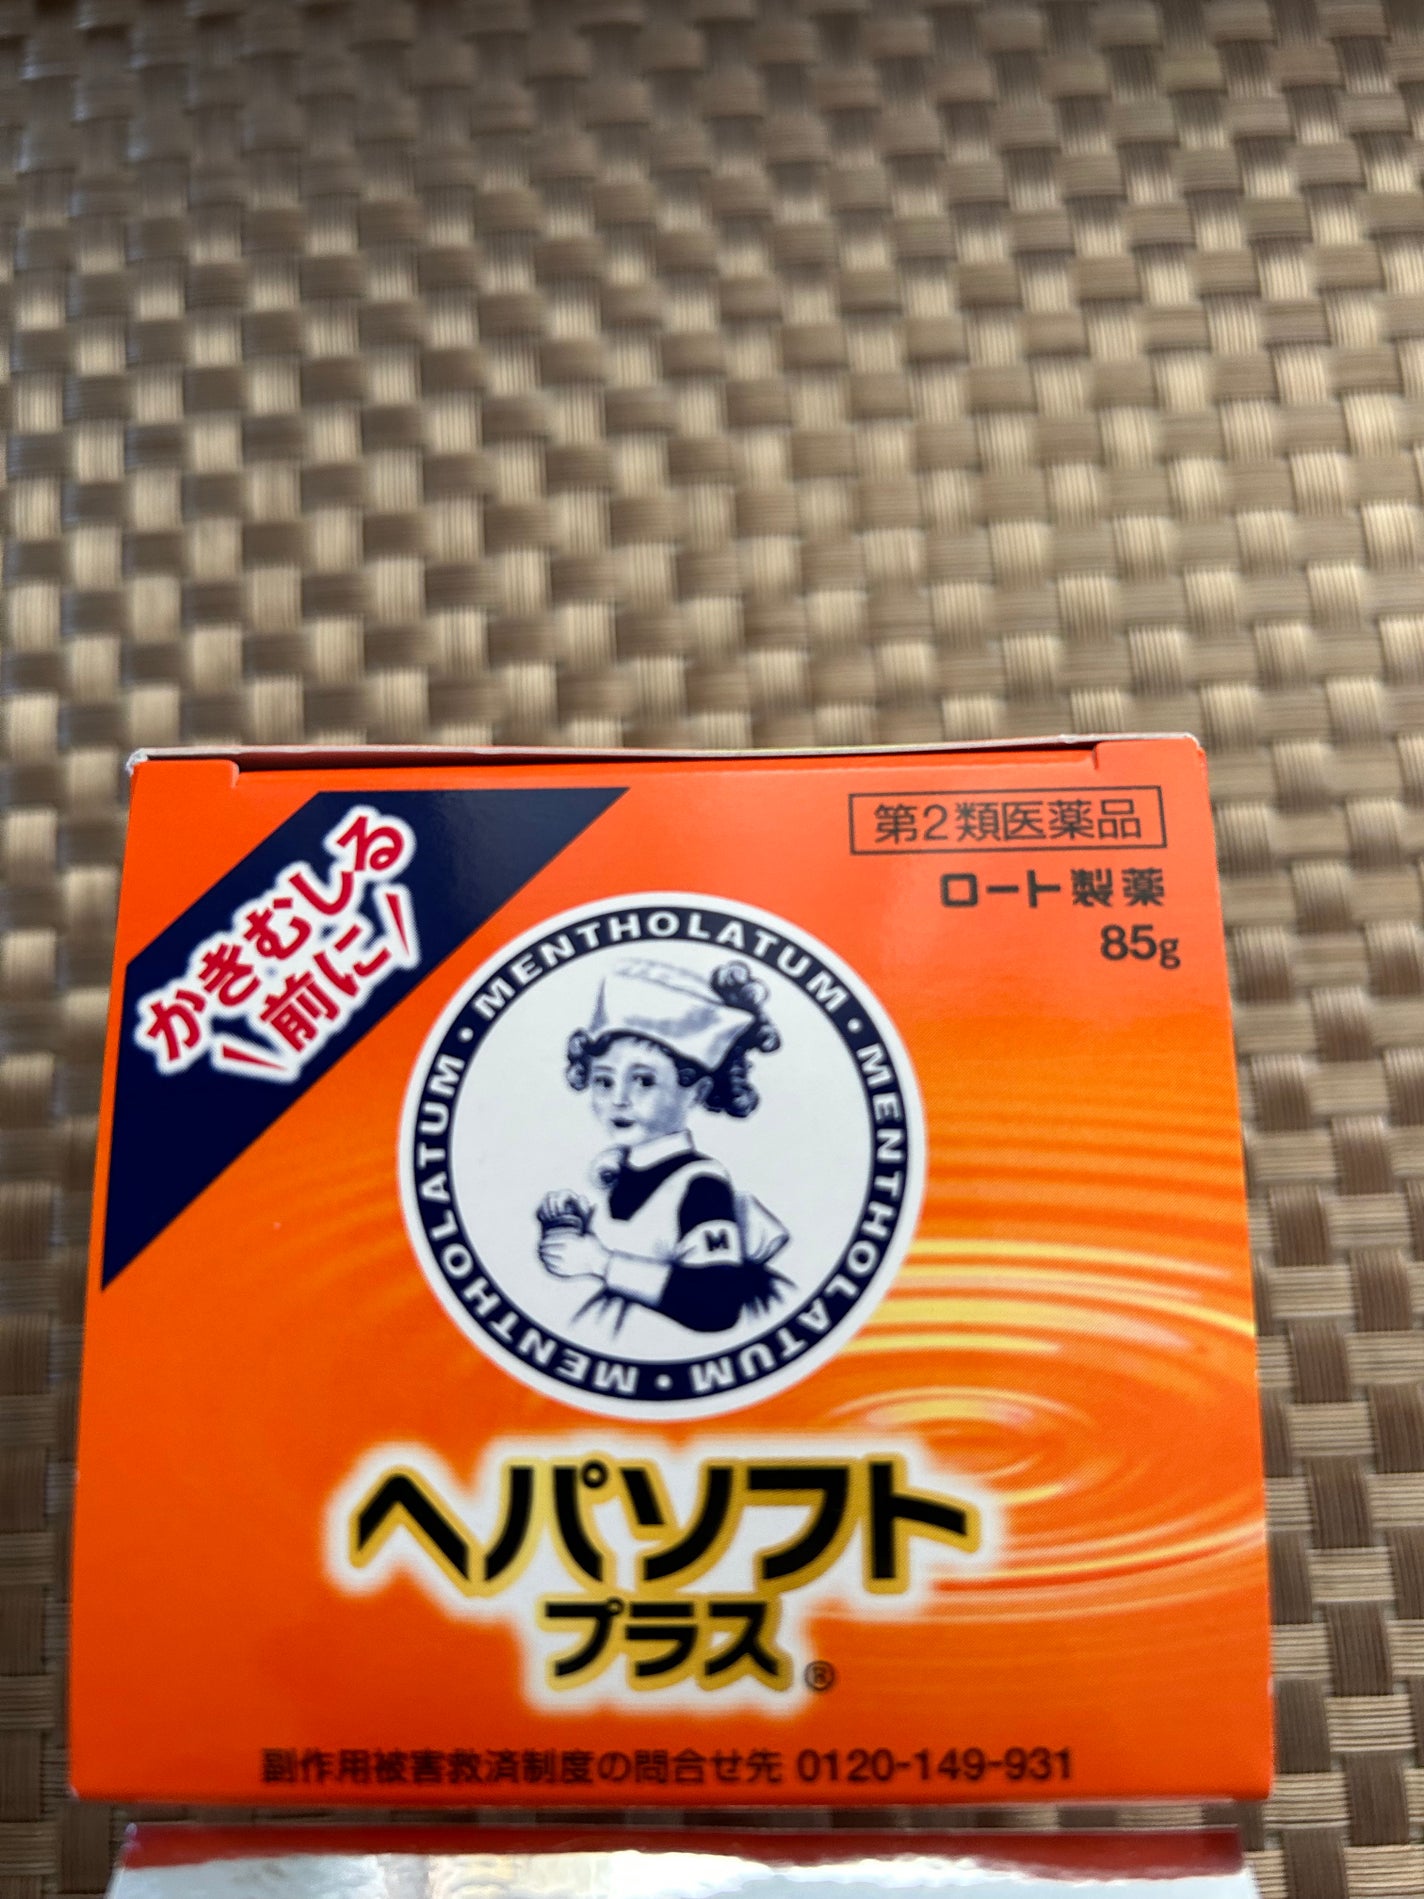 第2類医薬品
ロート製薬
85g
かきむしる
前に
MENTHOLATUM・MENTHOLATUM・MENTHOLATUM・MENTHOLATUM・
M
ヘパソフト
プラス®
副作用被害救済制度の問合せ先 0120-149-931